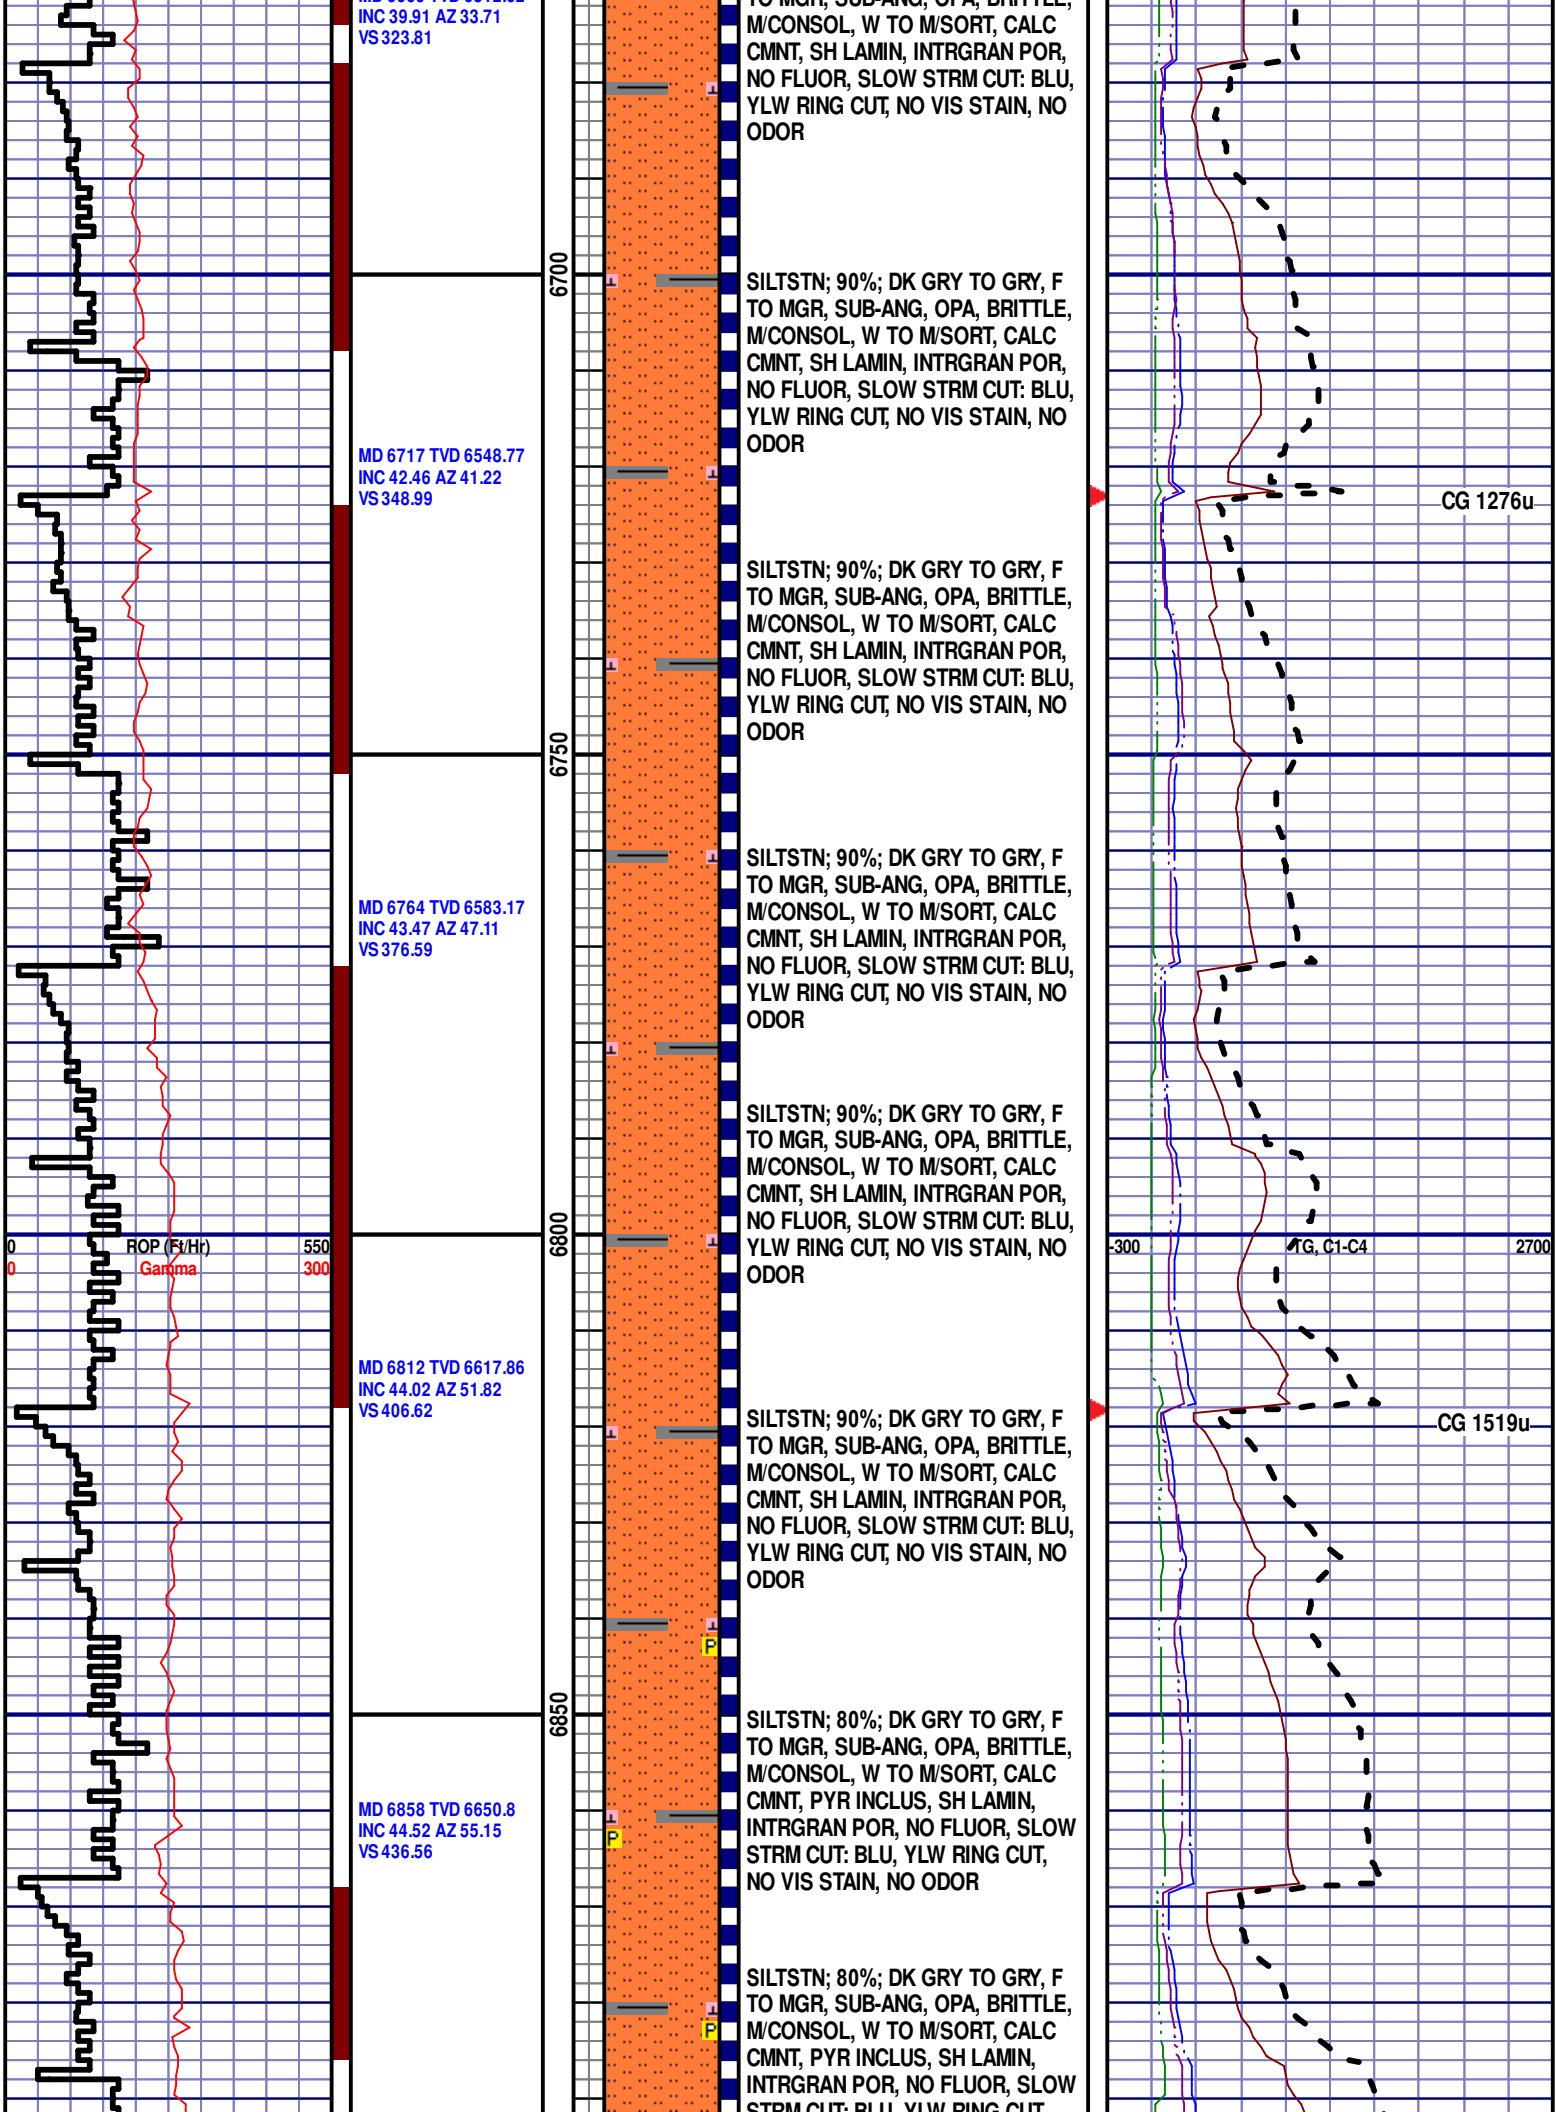 INC 39.91 AZ 33.71
VS 323.81
M/CONSOL, W TO M/SORT, CALC
CMNT, SH LAMIN, INTRGRAN POR,
NO FLUOR, SLOW STRM CUT: BLU,
YLW RING CUT, NO VIS STAIN, NO
ODOR
6700
SILTSTN; 90%; DK GRY TO GRY, F
TO MGR, SUB-ANG, OPA, BRITTLE,
M/CONSOL, W TO M/SORT, CALC
CMNT, SH LAMIN, INTRGRAN POR,
NO FLUOR, SLOW STRM CUT: BLU,
YLW RING CUT, NO VIS STAIN, NO
ODOR
MD 6717 TVD 6548.77
INC 42.46 AZ 41.22
VS 348.99
CG 1276u
SILTSTN; 90%; DK GRY TO GRY, F
TO MGR, SUB-ANG, OPA, BRITTLE,
M/CONSOL, W TO M/SORT, CALC
CMNT, SH LAMIN, INTRGRAN POR,
NO FLUOR, SLOW STRM CUT: BLU,
YLW RING CUT, NO VIS STAIN, NO
ODOR
6750
SILTSTN; 90%; DK GRY TO GRY, F
TO MGR, SUB-ANG, OPA, BRITTLE,
M/CONSOL, W TO M/SORT, CALC
CMNT, SH LAMIN, INTRGRAN POR,
NO FLUOR, SLOW STRM CUT: BLU,
YLW RING CUT, NO VIS STAIN, NO
ODOR
MD 6764 TVD 6583.17
INC 43.47 AZ 47.11
VS 376.59
SILTSTN; 90%; DK GRY TO GRY, F
TO MGR, SUB-ANG, OPA, BRITTLE,
M/CONSOL, W TO M/SORT, CALC
CMNT, SH LAMIN, INTRGRAN POR,
NO FLUOR, SLOW STRM CUT: BLU,
YLW RING CUT, NO VIS STAIN, NO
ODOR
6800
0 ROP (Ft/Hr) 550
0 Gamma 300
-300 TG, C1-C4 2700
MD 6812 TVD 6617.86
INC 44.02 AZ 51.82
VS 406.62
CG 1519u
SILTSTN; 90%; DK GRY TO GRY, F
TO MGR, SUB-ANG, OPA, BRITTLE,
M/CONSOL, W TO M/SORT, CALC
CMNT, SH LAMIN, INTRGRAN POR,
NO FLUOR, SLOW STRM CUT: BLU,
YLW RING CUT, NO VIS STAIN, NO
ODOR
P
6850
SILTSTN; 80%; DK GRY TO GRY, F
TO MGR, SUB-ANG, OPA, BRITTLE,
M/CONSOL, W TO M/SORT, CALC
CMNT, PYR INCLUS, SH LAMIN,
INTRGRAN POR, NO FLUOR, SLOW
STRM CUT: BLU, YLW RING CUT,
NO VIS STAIN, NO ODOR
MD 6858 TVD 6650.8
INC 44.52 AZ 55.15
VS 436.56
P
SILTSTN; 80%; DK GRY TO GRY, F
TO MGR, SUB-ANG, OPA, BRITTLE,
M/CONSOL, W TO M/SORT, CALC
CMNT, PYR INCLUS, SH LAMIN,
INTRGRAN POR, NO FLUOR, SLOW
STRM CUT: BLU, YLW RING CUT,
P